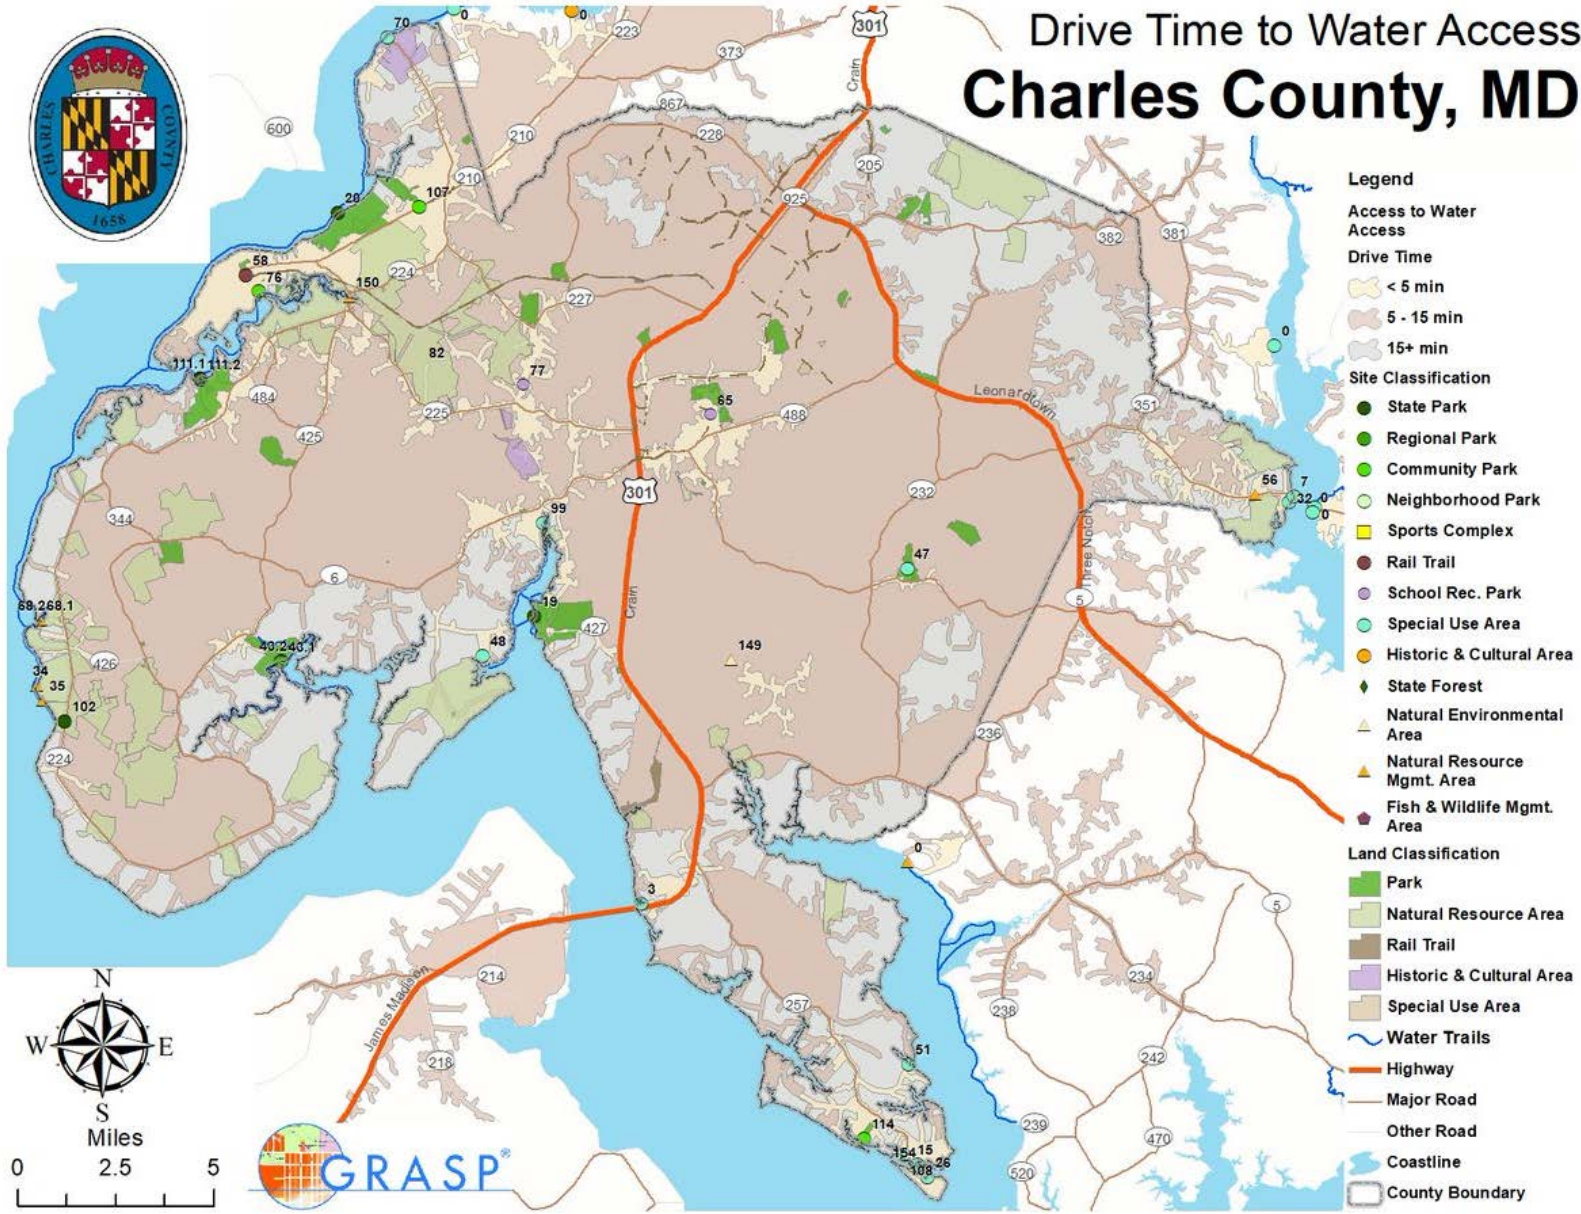 Drive Time to Water Access
Charles County, MD
CHARLES COUNTY
1658
Legend
Access to Water
Access
Drive Time
< 5 min
5 - 15 min
15+ min
Site Classification
State Park
Regional Park
Community Park
Neighborhood Park
Sports Complex
Rail Trail
School Rec. Park
Special Use Area
Historic & Cultural Area
State Forest
Natural Environmental
Area
Natural Resource
Mgmt. Area
Fish & Wildlife Mgmt.
Area
Land Classification
Park
Natural Resource Area
Rail Trail
Historic & Cultural Area
Special Use Area
Water Trails
Highway
Major Road
Other Road
Coastline
County Boundary
70
0
0
223
301
Crain
373
600
867
210
228
205
210
925
28
107
382
381
58
76
150
224
227
0
111.1 111.2
82
77
484
225
65
488
Leonardtown
351
425
301
232
56
7
32
0
0
344
99
47
Three Notch
6
5
68.2 68.1
19
Crain
427
43.2 43.1
48
149
426
34
35
102
224
236
0
3
5
James Madison
214
234
257
238
218
51
242
114
239
470
154
15
26
108
520
N
W
E
S
Miles
0
2.5
5
GRASP®